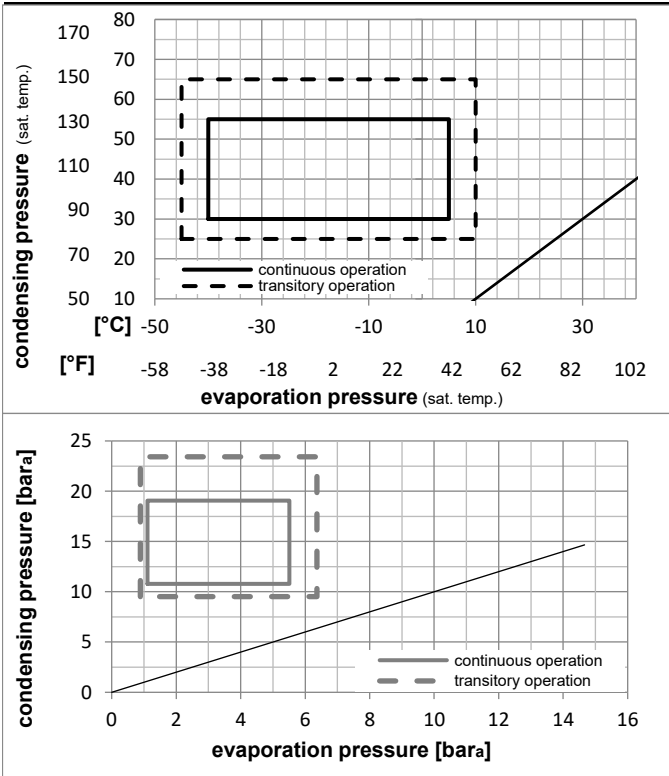 condensing pressure (sat. temp.)
170 80
150 70
60
130 50
110 40
90 30
70 20
50 10
continuous operation
transitory operation
[°C] -50 -30 -10 10 30
[°F] -58 -38 -18 2 22 42 62 82 102
evaporation pressure (sat. temp.)
condensing pressure [bara]
25
20
15
10
5
0
continuous operation
transitory operation
0 2 4 6 8 10 12 14 16
evaporation pressure [bara]